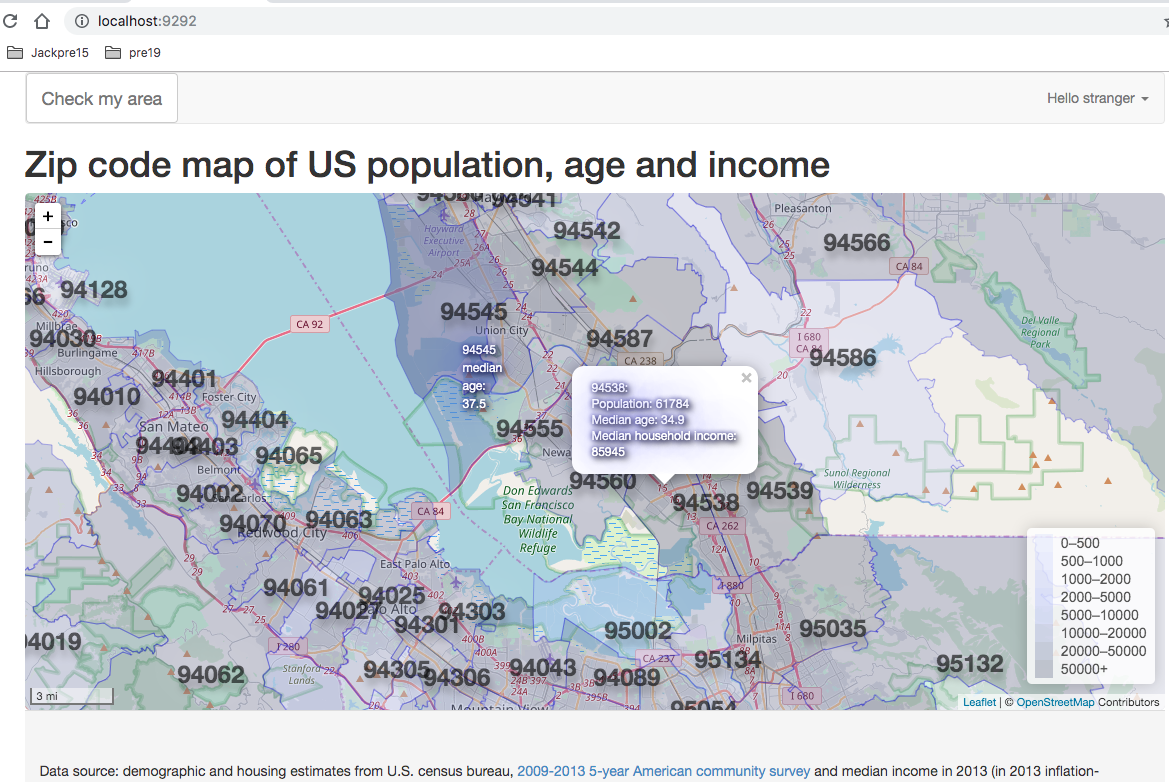 localhost:9292
Jackpre15
pre19
Check my area
Hello stranger
Zip code map of US population, age and income
+
-
94541
Pleasanton
94542
94566
Hayward
Executive
Airport
94544
CA 84
94128
94545
Union City
CA 92
Millbrae
94030
Burlingame
94587
I 680
CA 84
Del Valle
Regional
Park
Hillsborough
94545
median
age:
37.5
CA 238
94586
94401
Foster City
94010
94538:
Population: 61784
Median age: 34.9
Median household income:
85945
94404
San Mateo
94403
94555
94065
Belmont
94560
94002
94539
94538
Sunol Regional
Wilderness
Don Edwards
San Francisco
Bay National
Wildlife
Refuge
94070
94063
CA 84
Redwood City
CA 262
East Palo Alto
94061
94025
94027
Palo Alto
94303
94301
I 880
95002
95035
Milpitas
94019
I 280
94062
Stanford
Lands
94305
94306
94043
94089
CA 237
95134
95132
I 680
Mountain View
95054
0–500
500–1000
1000–2000
2000–5000
5000–10000
10000–20000
20000–50000
50000+
3 mi
Leaflet | © OpenStreetMap Contributors
Data source: demographic and housing estimates from U.S. census bureau, 2009-2013 5-year American community survey and median income in 2013 (in 2013 inflation-